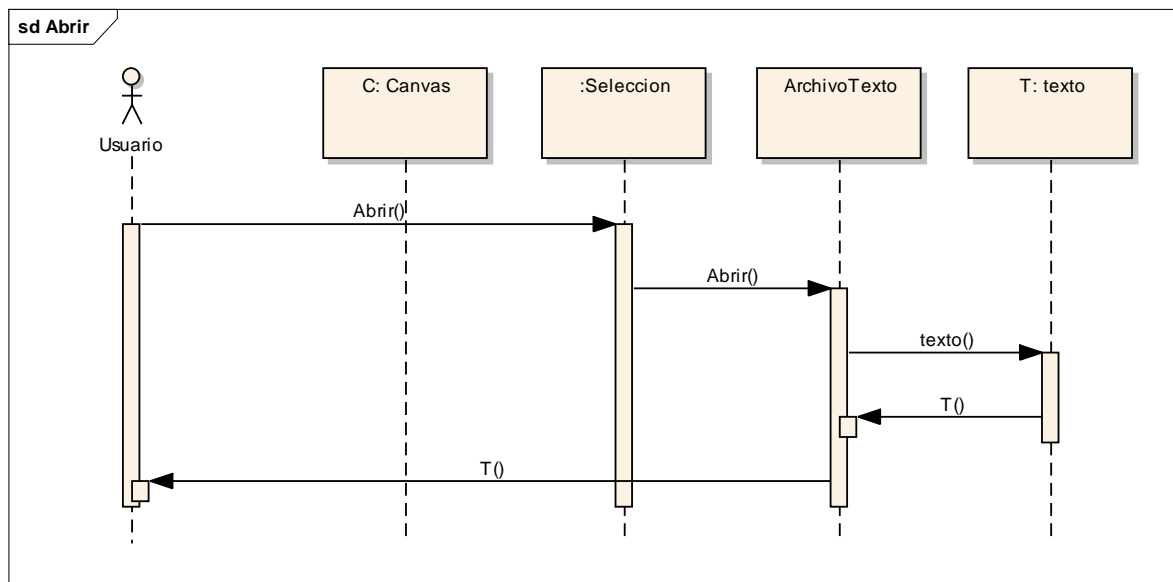 sd Abrir
Usuario
C: Canvas
:Seleccion
ArchivoTexto
T: texto
Abrir()
Abrir()
texto()
T()
T()